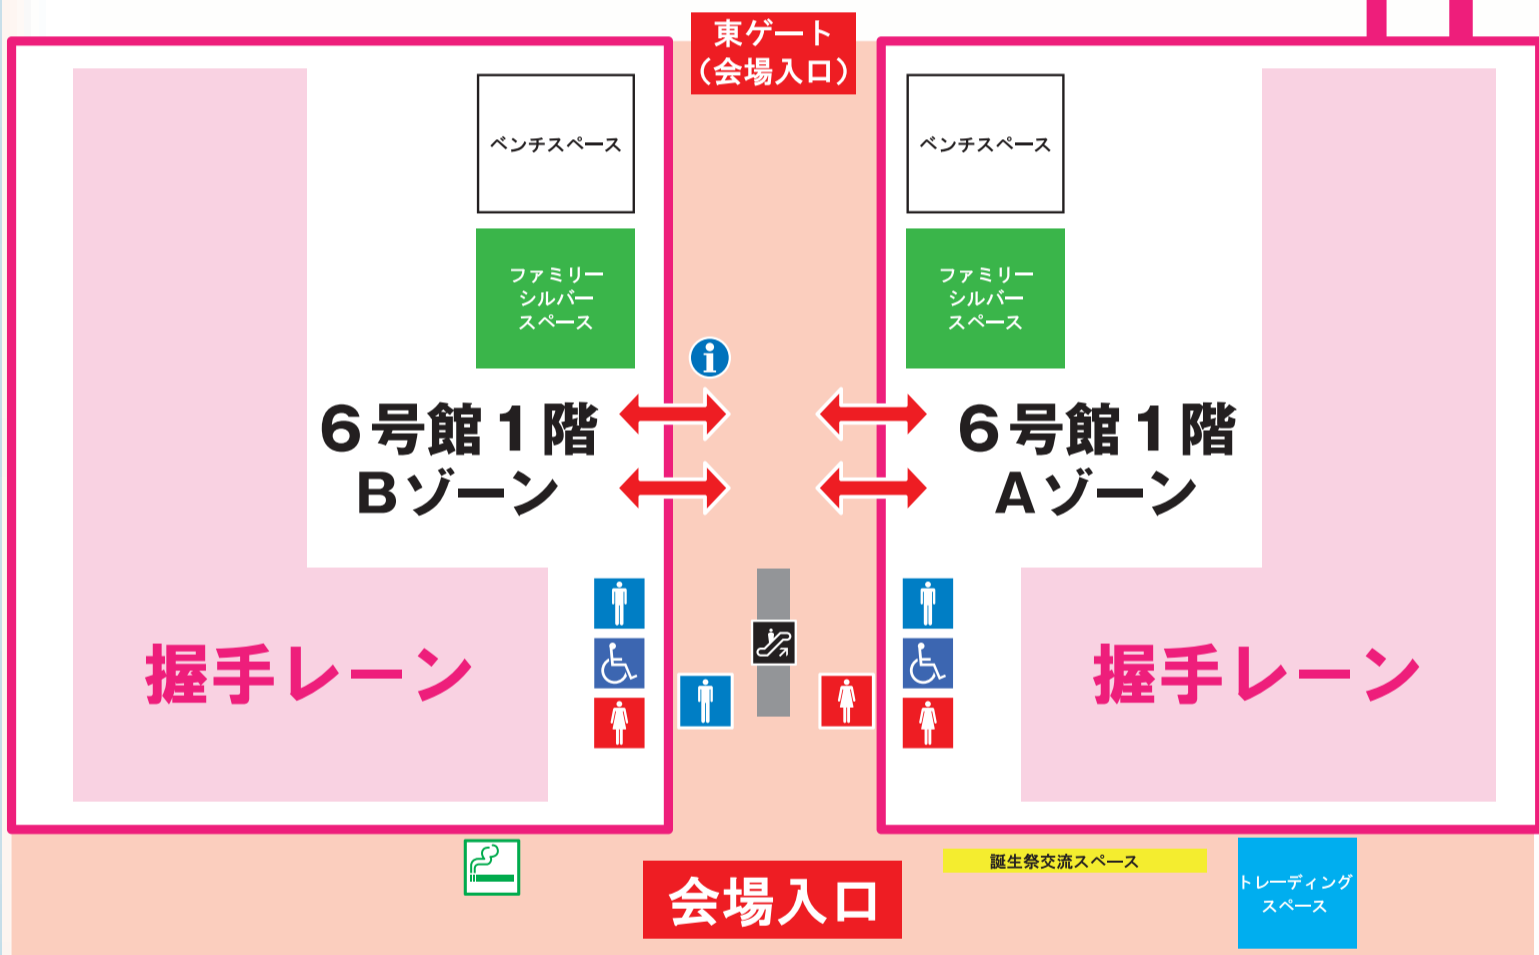 東ゲート
（会場入口）
ベンチスペース
ベンチスペース
ファミリー
シルバー
スペース
ファミリー
シルバー
スペース
i
6号館1階
Bゾーン
6号館1階
Aゾーン
握手レーン
握手レーン
会場入口
誕生祭交流スペース
トレーディング
スペース